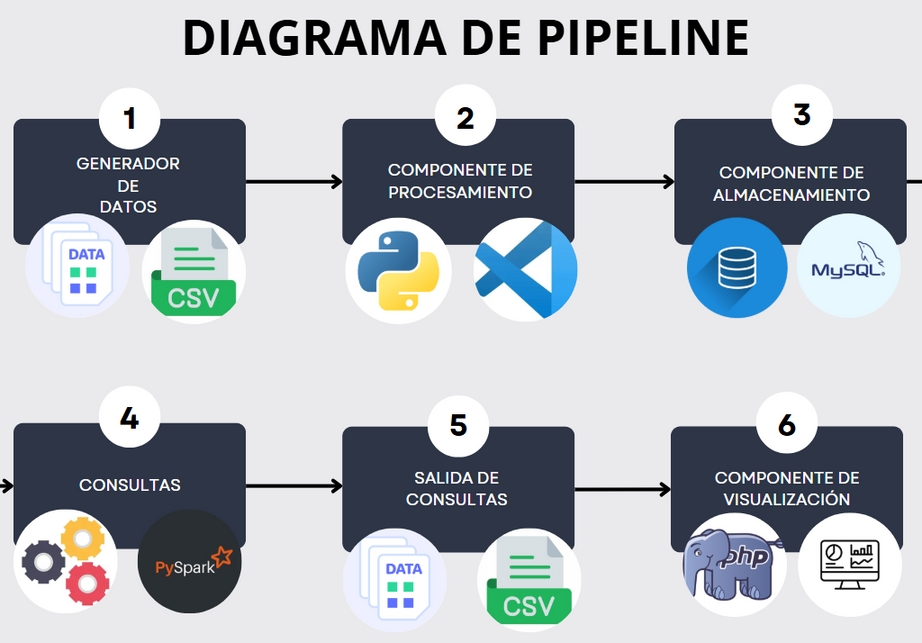 DIAGRAMA DE PIPELINE
1
GENERADOR
DE
DATOS
DATA
CSV
2
COMPONENTE DE
PROCESAMIENTO
3
COMPONENTE DE
ALMACENAMIENTO
MySQL
4
CONSULTAS
PySpark
5
SALIDA DE
CONSULTAS
DATA
CSV
6
COMPONENTE DE
VISUALIZACIÓN
php